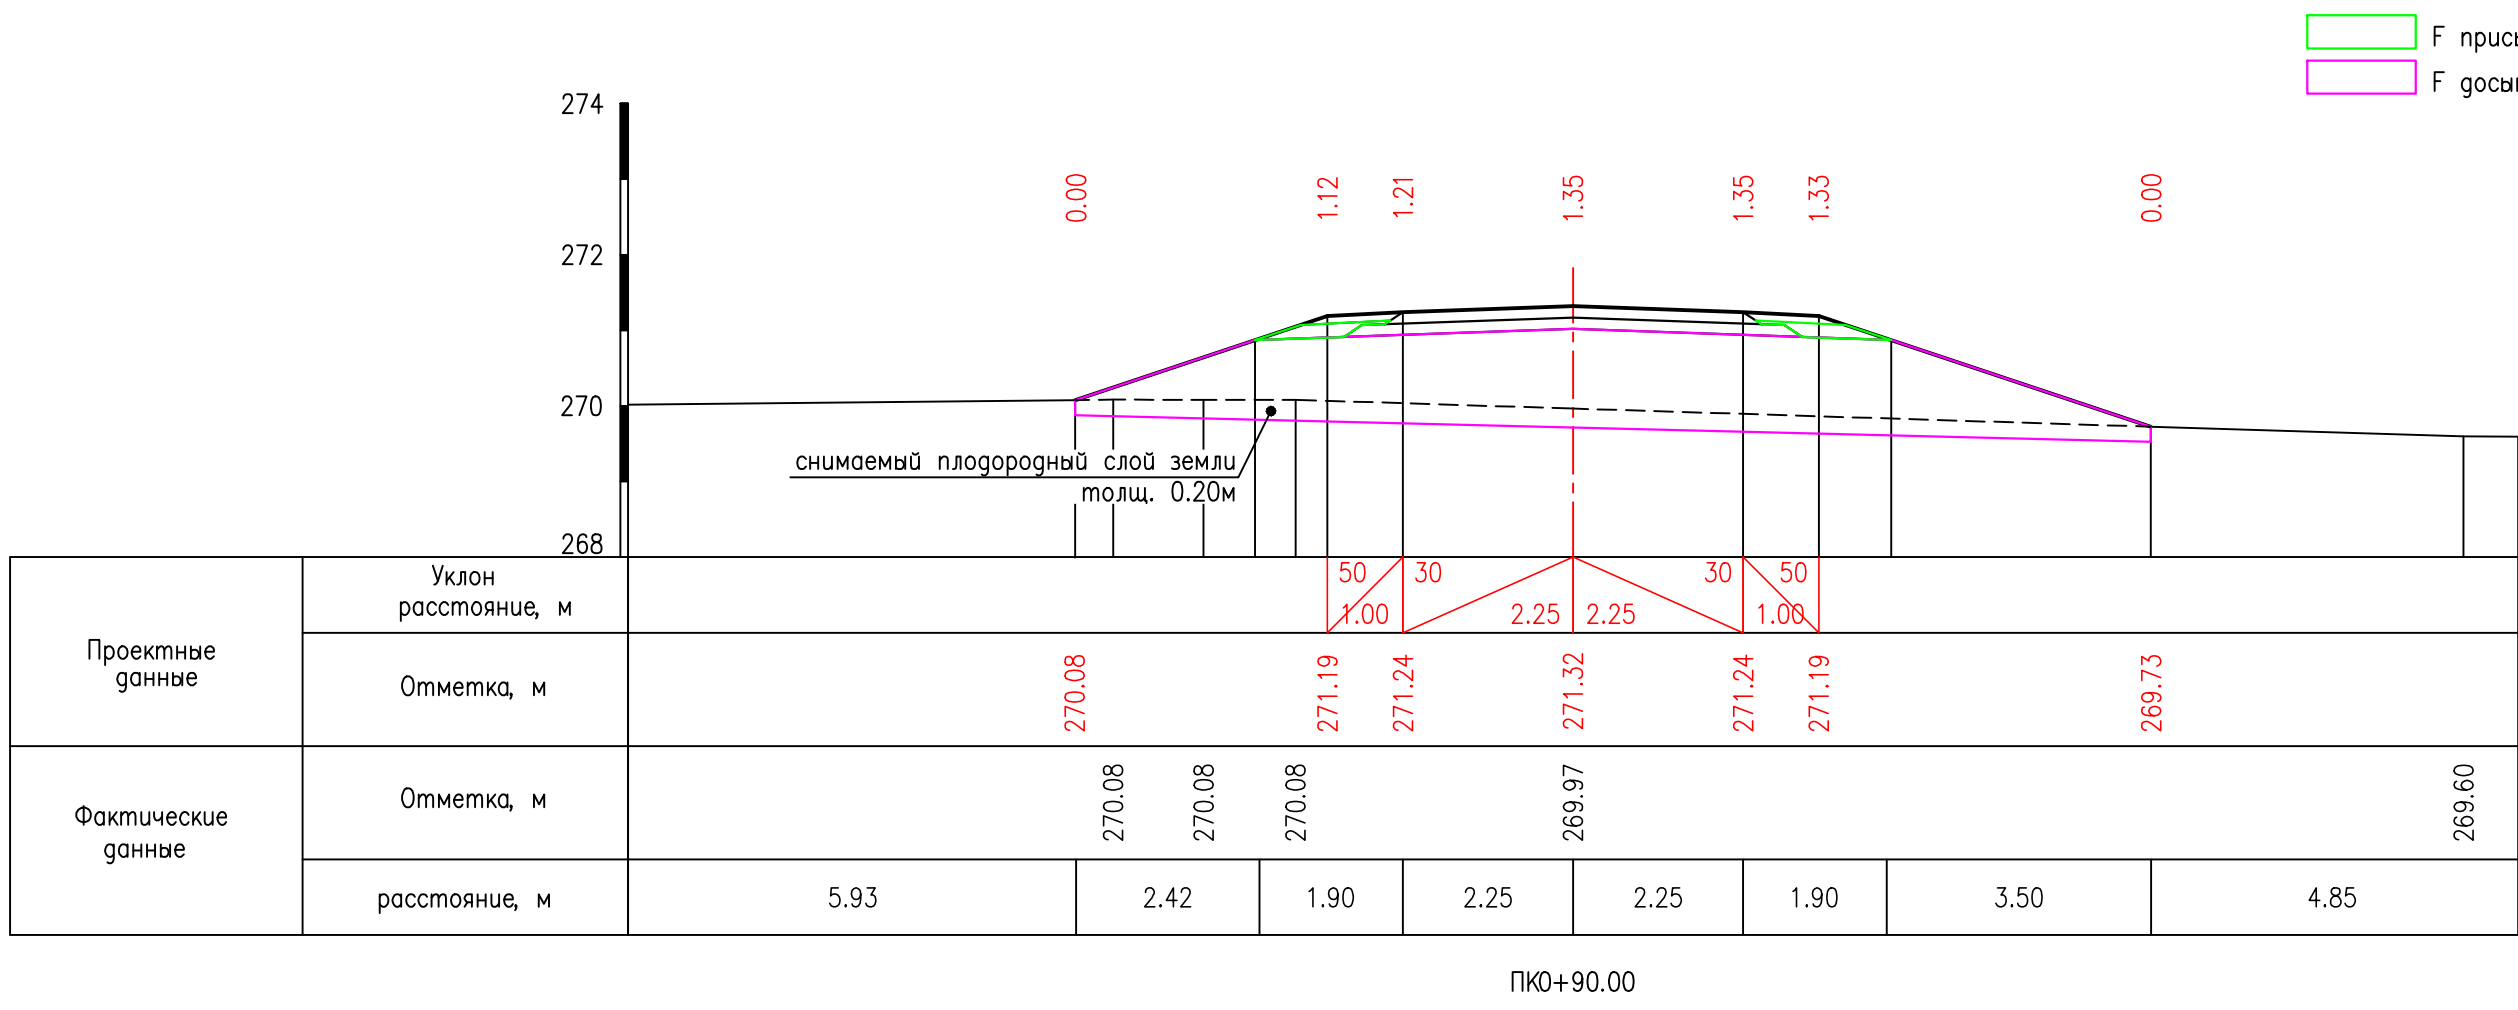 F
F
274
272
270
268
0.00
1.12
1.21
1.35
1.35
1.33
0.00
снимаемый плодородный слой земли
толщ. 0.20м
Уклон
расстояние, м
50
30
30
50
1.00
2.25
2.25
1.00
Проектные
данные
Отметка, м
270.08
271.19
271.24
271.32
271.24
271.19
269.73
Фактические
данные
Отметка, м
270.08
270.08
270.08
269.97
269.60
расстояние, м
5.93
2.42
1.90
2.25
2.25
1.90
3.50
4.85
ПК0+90.00